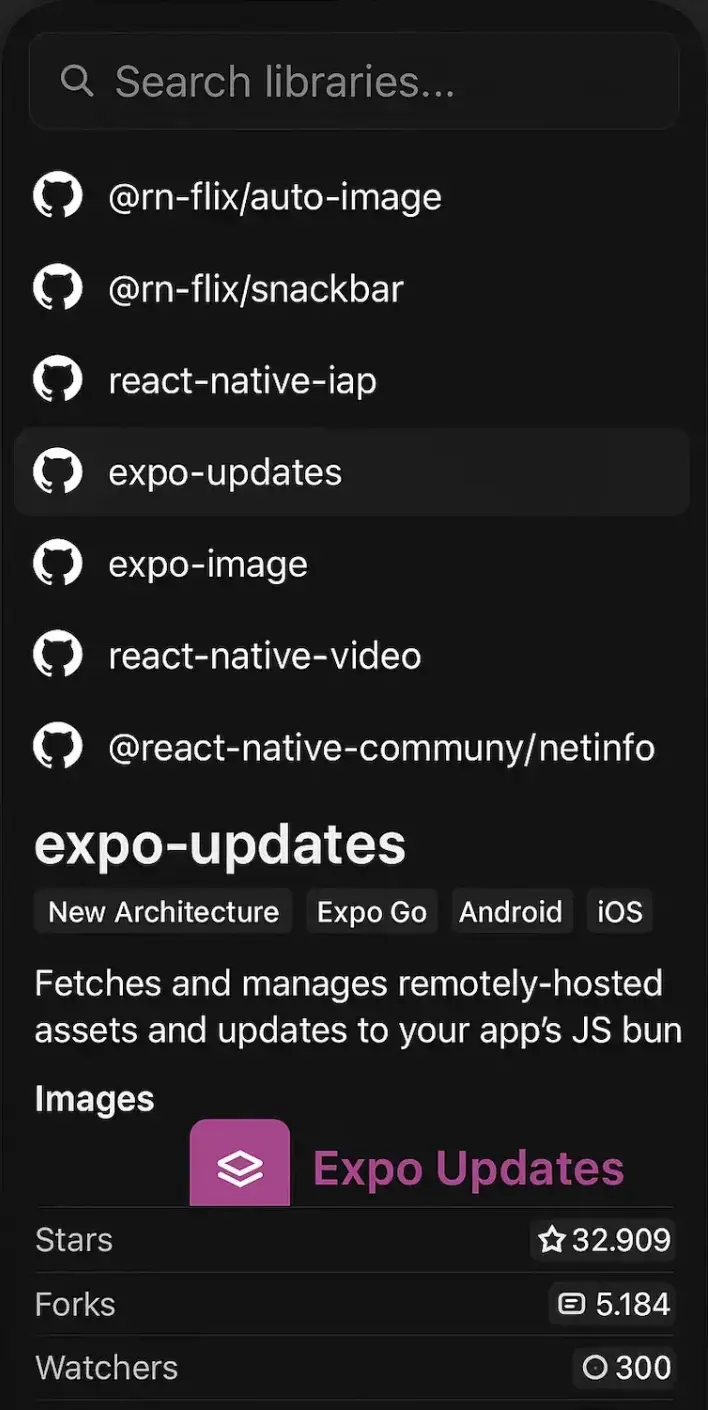 Search libraries...
@rn-flix/auto-image
@rn-flix/snackbar
react-native-iap
expo-updates
expo-image
react-native-video
@react-native-communy/netinfo
expo-updates
New Architecture Expo Go Android iOS
Fetches and manages remotely-hosted
assets and updates to your app’s JS bun
Images
Expo Updates
Stars 32.909
Forks 5.184
Watchers 300